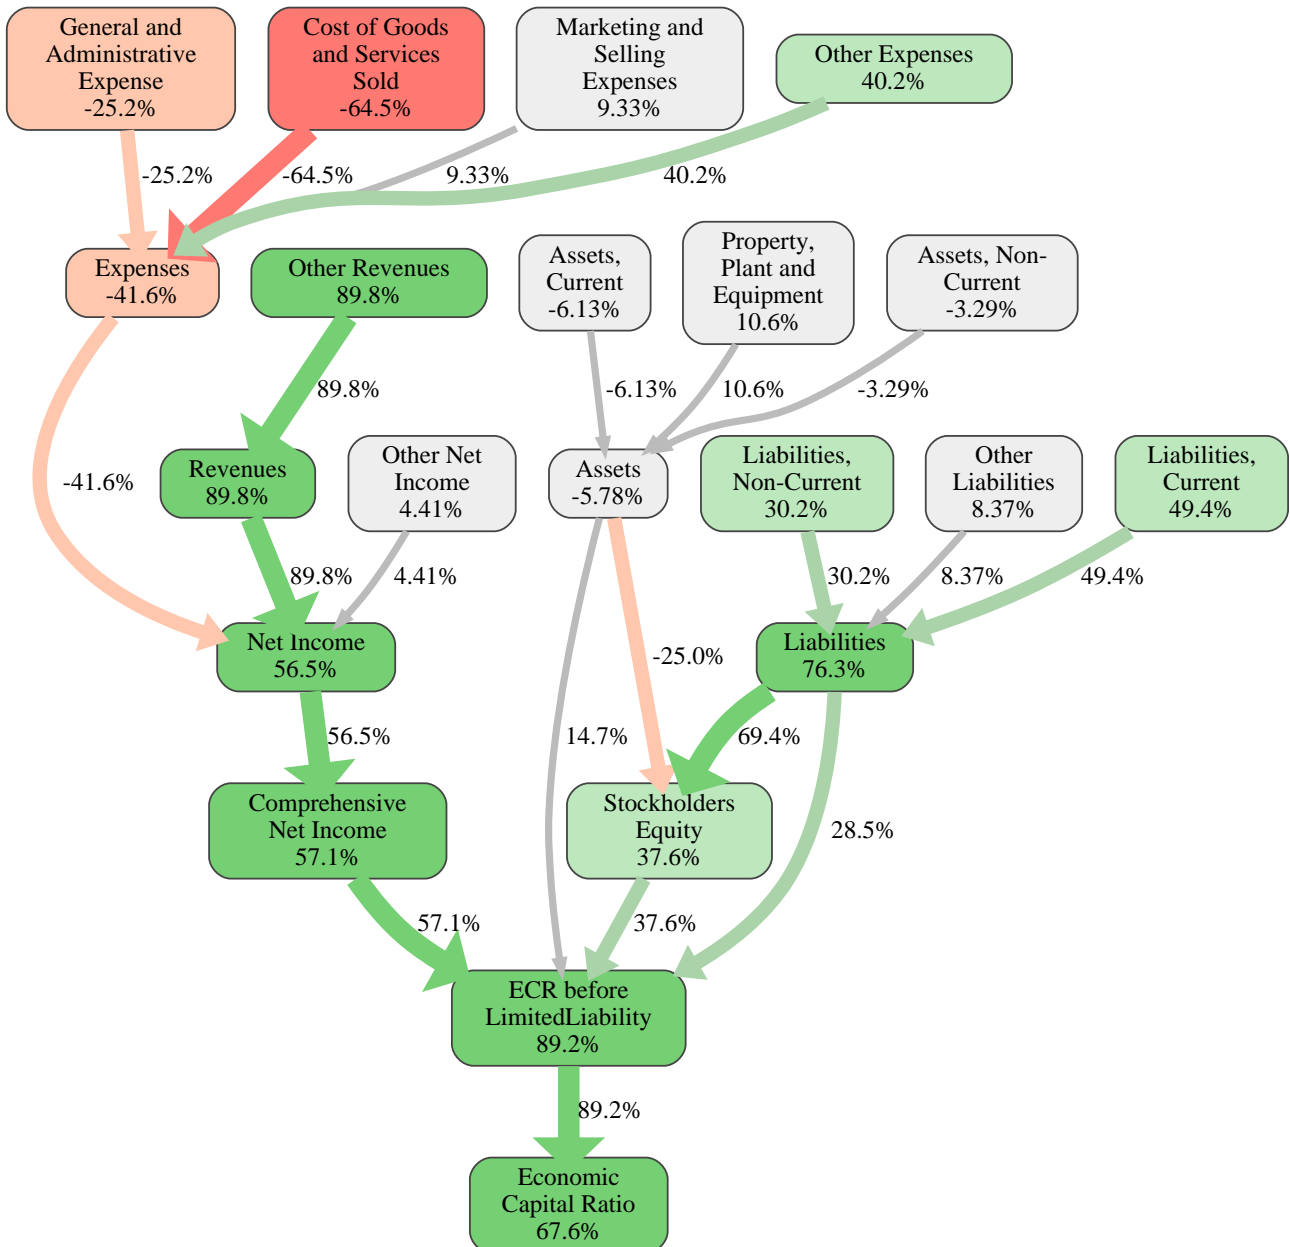 General and
Administrative
Expense
-25.2%
Cost of Goods
and Services
Sold
-64.5%
Marketing and
Selling
Expenses
9.33%
Other Expenses
40.2%
-25.2%
-64.5%
9.33%
40.2%
Expenses
-41.6%
Other Revenues
89.8%
Assets,
Current
-6.13%
Property,
Plant and
Equipment
10.6%
Assets, Non-
Current
-3.29%
89.8%
-6.13%
10.6%
-3.29%
-41.6%
Revenues
89.8%
Other Net
Income
4.41%
Assets
-5.78%
Liabilities,
Non-Current
30.2%
Other
Liabilities
8.37%
Liabilities,
Current
49.4%
89.8%
4.41%
30.2%
8.37%
49.4%
Net Income
56.5%
-25.0%
Liabilities
76.3%
56.5%
14.7%
69.4%
Comprehensive
Net Income
57.1%
Stockholders
Equity
37.6%
28.5%
57.1%
37.6%
ECR before
LimitedLiability
89.2%
89.2%
Economic
Capital Ratio
67.6%